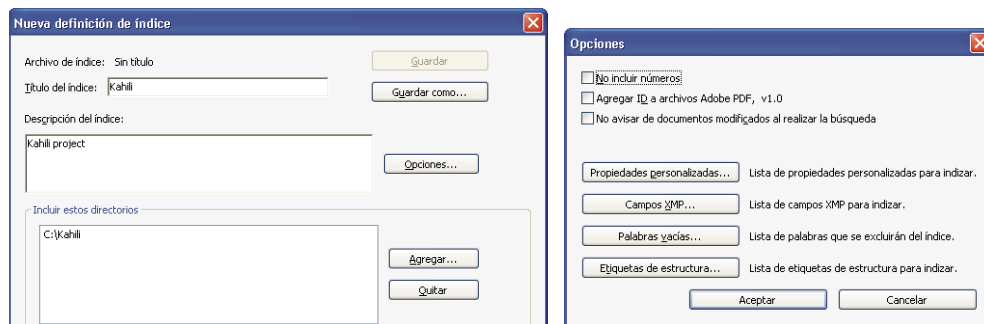 Nueva definición de índice
Archivo de índice: Sin título
Guardar
Título del índice: Kahili
Guardar como...
Descripción del índice:
Kahili project
Opciones...
Incluir estos directorios
C:\Kahili
Agregar...
Quitar
Opciones
No incluir números
Agregar ID a archivos Adobe PDF, v1.0
No avisar de documentos modificados al realizar la búsqueda
Propiedades personalizadas... Lista de propiedades personalizadas para indizar.
Campos XMP... Lista de campos XMP para indizar.
Palabras vacías... Lista de palabras que se excluirán del índice.
Etiquetas de estructura... Lista de etiquetas de estructura para indizar.
Aceptar Cancelar